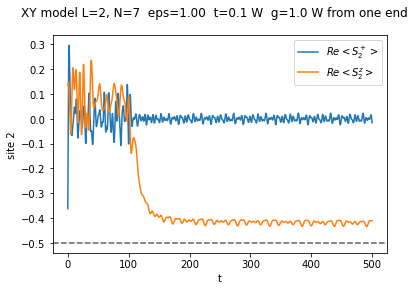 XY model L=2, N=7  eps=1.00  t=0.1 W  g=1.0 W from one end
0.3
0.2
0.1
0.0
−0.1
−0.2
−0.3
−0.4
−0.5
site 2
Re < S₂⁺ >
Re < S₂ᶻ >
0 100 200 300 400 500
t